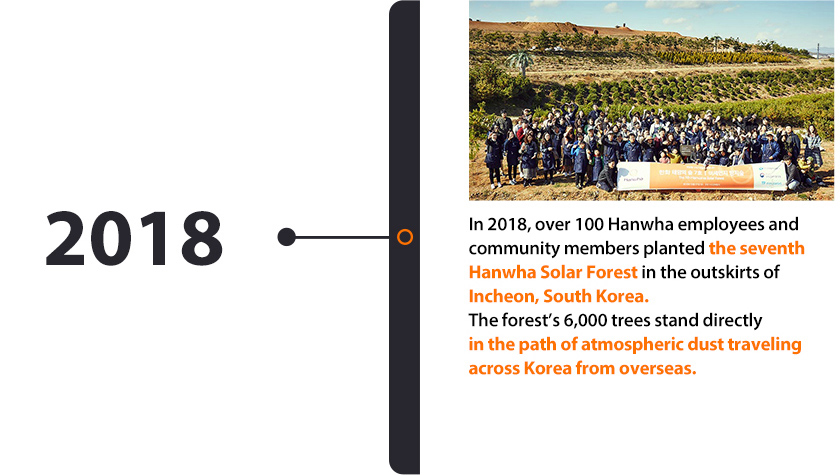 2018
In 2018, over 100 Hanwha employees and
community members planted the seventh
Hanwha Solar Forest in the outskirts of
Incheon, South Korea.
The forest’s 6,000 trees stand directly
in the path of atmospheric dust traveling
across Korea from overseas.